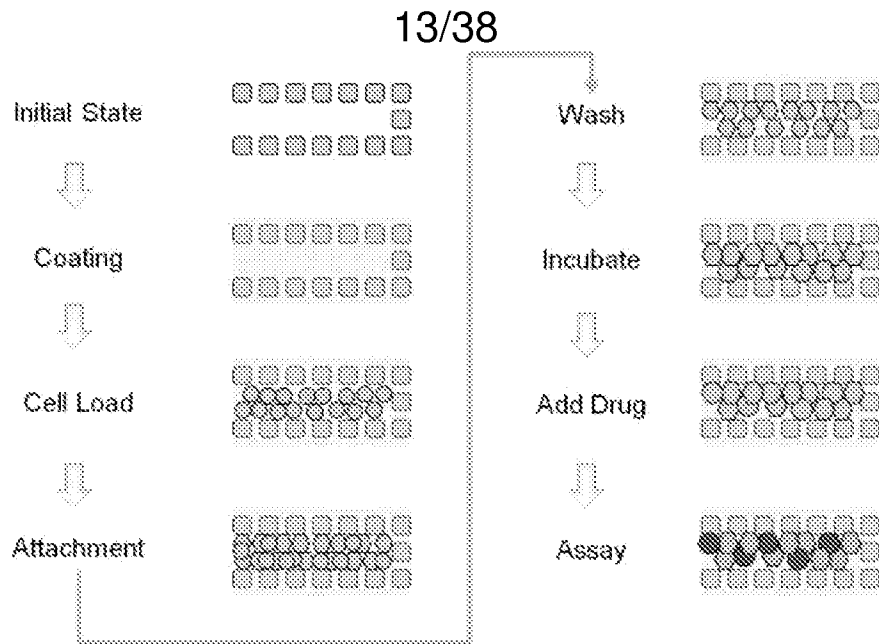 13/38
Initial State
Coating
Cell Load
Attachment
Wash
Incubate
Add Drug
Assay